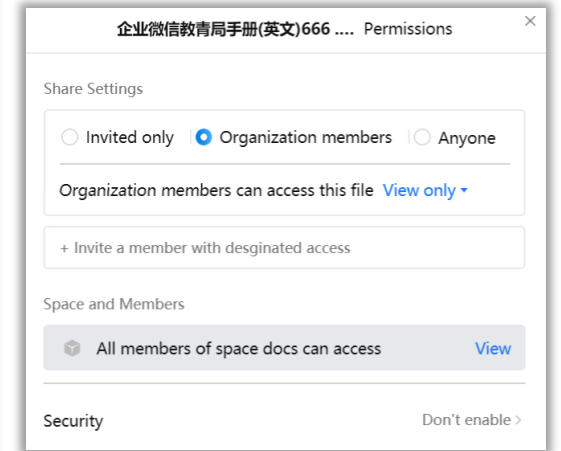 企业微信教青局手册(英文)666 .... Permissions
Share Settings
Invited only Organization members Anyone
Organization members can access this file View only
+ Invite a member with desginated access
Space and Members
All members of space docs can access View
Security Don't enable >